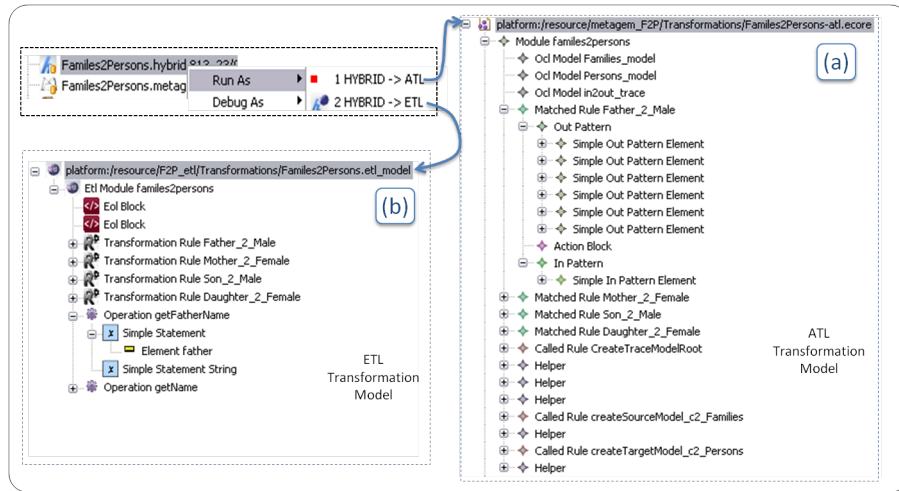 Familes2Persons.hybrid 813 23/
Familes2Persons.metag
Run As
Debug As
1 HYBRID -> ATL
2 HYBRID -> ETL
platform:/resource/F2P_etl/Transformations/Familes2Persons.etl_model
Etl Module familes2persons
Eol Block
Eol Block
Transformation Rule Father_2_Male
Transformation Rule Mother_2_Female
Transformation Rule Son_2_Male
Transformation Rule Daughter_2_Female
Operation getFatherName
Simple Statement
Element father
Simple Statement String
Operation getName
(b)
ETL
Transformation
Model
platform:/resource/metagem_F2P/Transformations/Familes2Persons-atl.ecore
Module familes2persons
Ocl Model Families_model
Ocl Model Persons_model
Ocl Model in2out_trace
Matched Rule Father_2_Male
Out Pattern
Simple Out Pattern Element
Simple Out Pattern Element
Simple Out Pattern Element
Simple Out Pattern Element
Simple Out Pattern Element
Simple Out Pattern Element
Action Block
In Pattern
Simple In Pattern Element
Matched Rule Mother_2_Female
Matched Rule Son_2_Male
Matched Rule Daughter_2_Female
Called Rule CreateTraceModelRoot
Helper
Helper
Helper
Called Rule createSourceModel_c2_Families
Helper
Called Rule createTargetModel_c2_Persons
Helper
(a)
ATL
Transformation
Model